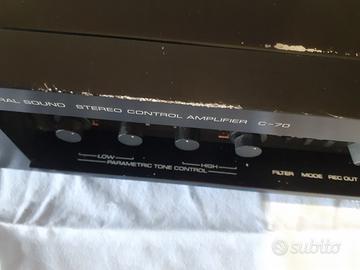 RAL SOUND STEREO CONTROL AMPLIFIER C-70
LOW HIGH
PARAMETRIC TONE CONTROL
FILTER MODE REC OUT
subito